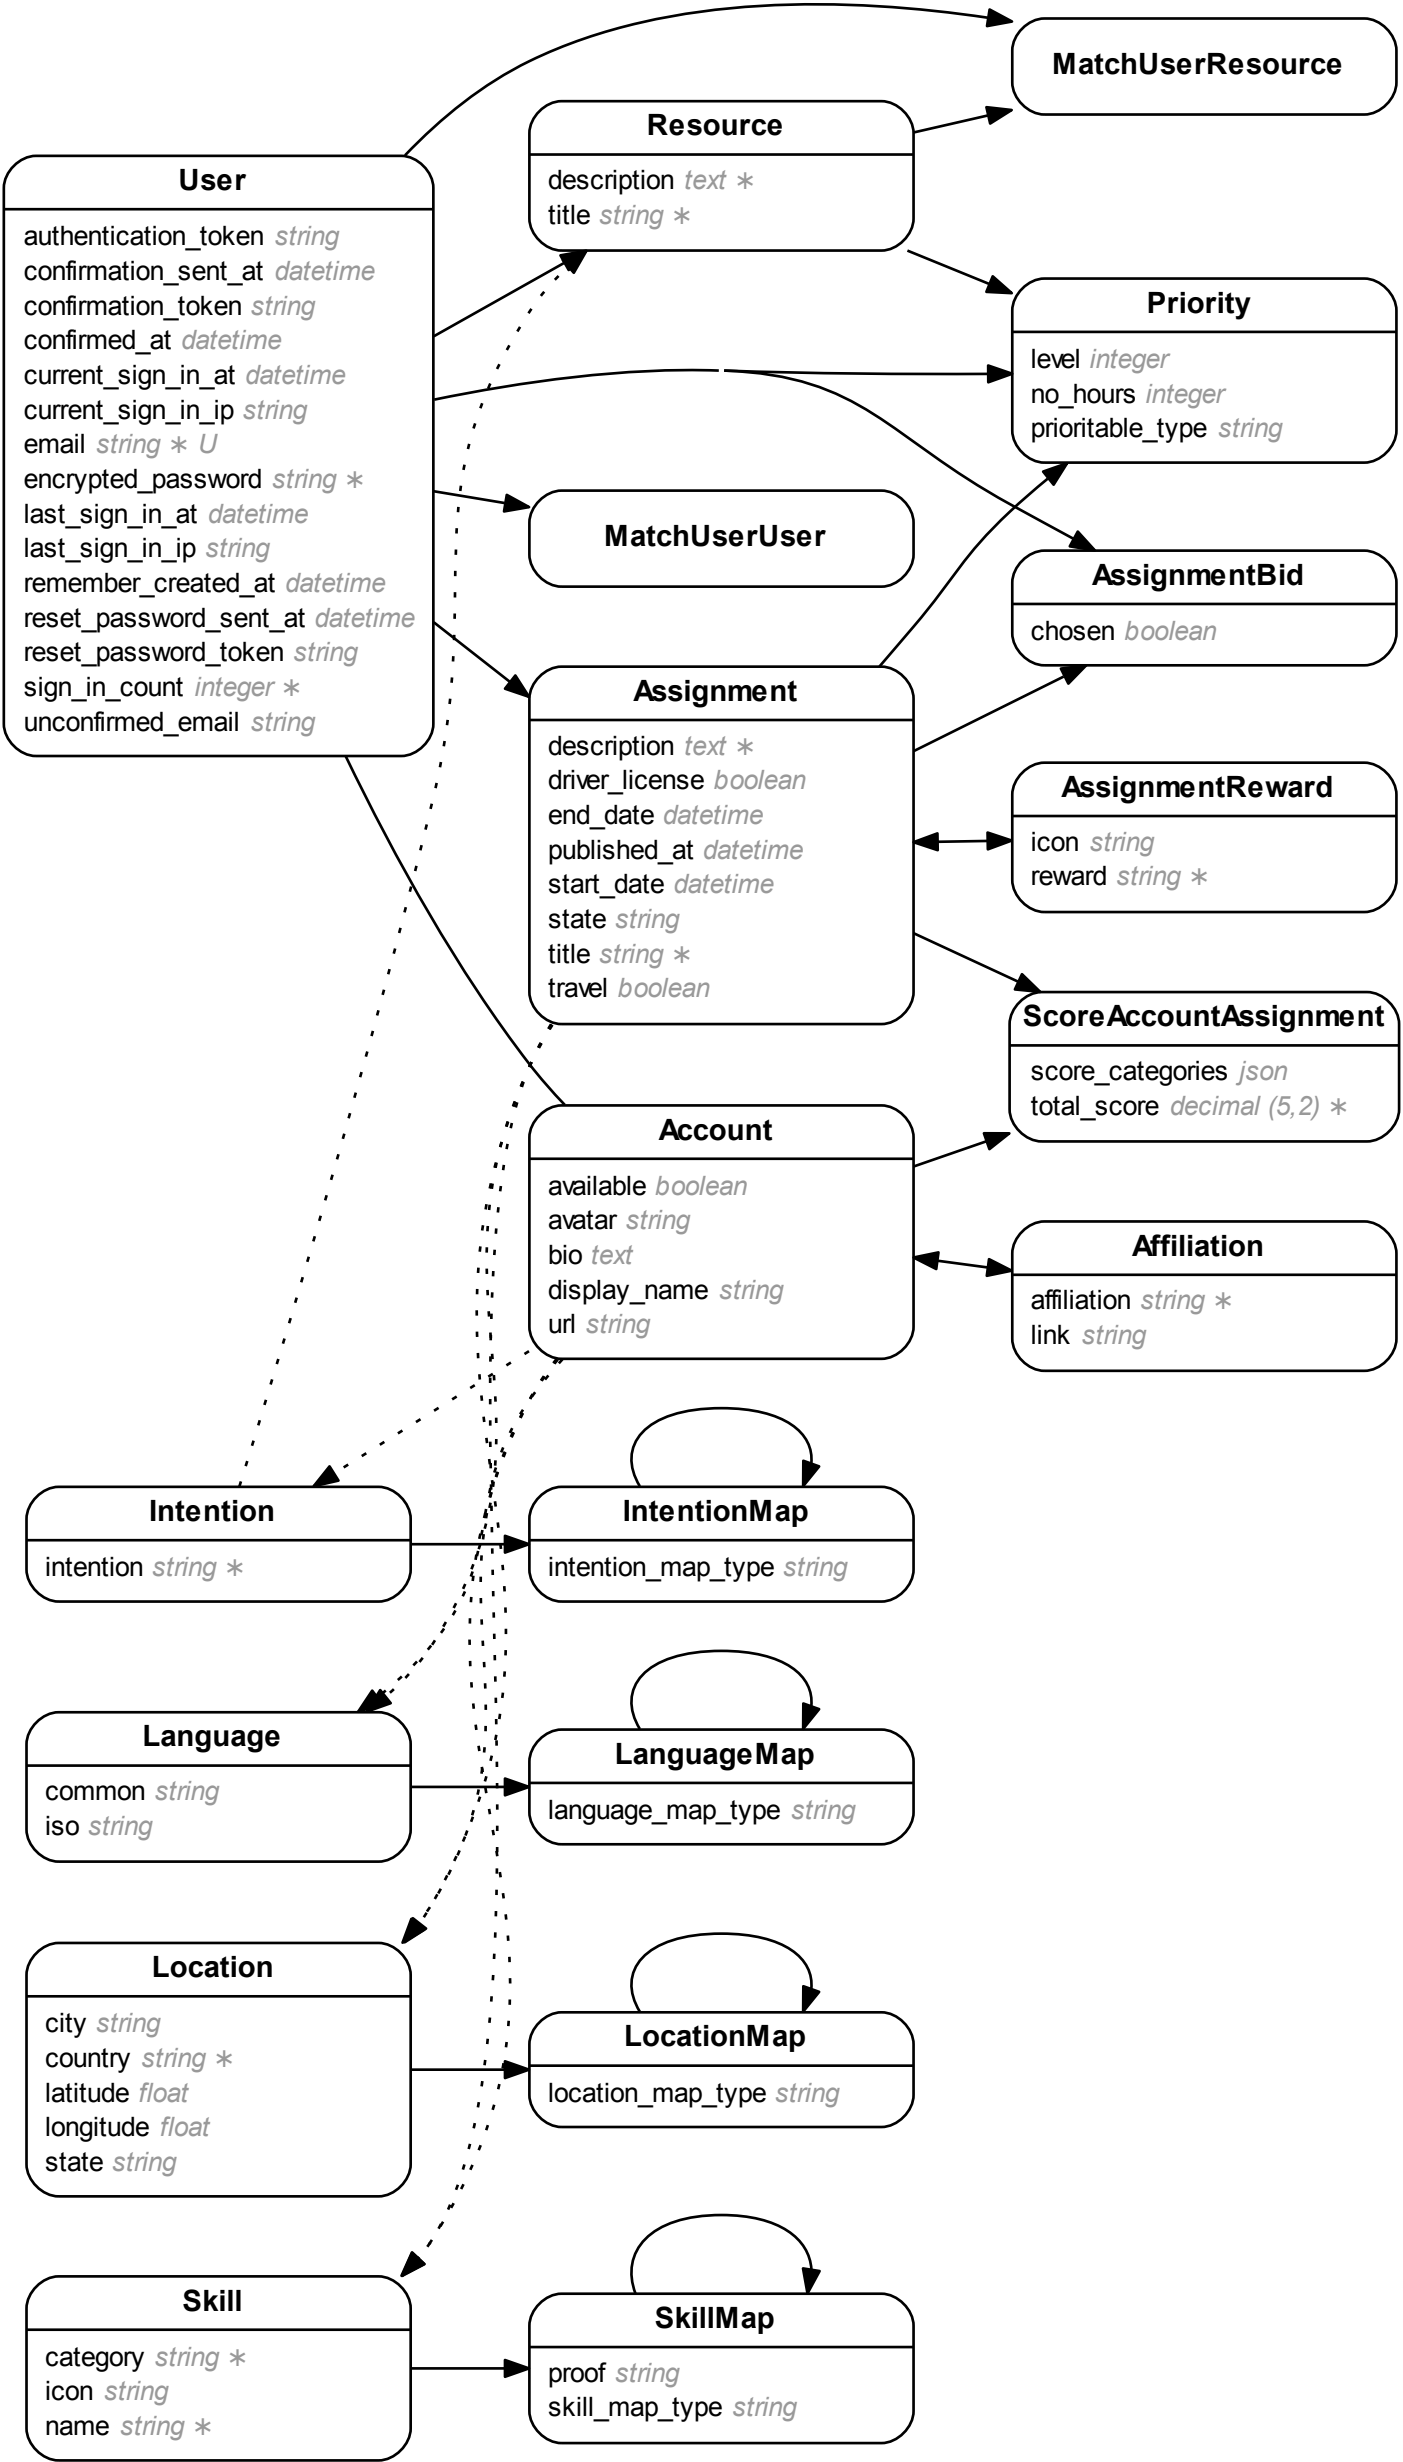 User
authentication_token string
confirmation_sent_at datetime
confirmation_token string
confirmed_at datetime
current_sign_in_at datetime
current_sign_in_ip string
email string ∗ U
encrypted_password string ∗
last_sign_in_at datetime
last_sign_in_ip string
remember_created_at datetime
reset_password_sent_at datetime
reset_password_token string
sign_in_count integer ∗
unconfirmed_email string
Intention
intention string ∗
Language
common string
iso string
Location
city string
country string ∗
latitude float
longitude float
state string
Skill
category string ∗
icon string
name string ∗
Resource
description text ∗
title string ∗
MatchUserUser
Assignment
description text ∗
driver_license boolean
end_date datetime
published_at datetime
start_date datetime
state string
title string ∗
travel boolean
Account
available boolean
avatar string
bio text
display_name string
url string
IntentionMap
intention_map_type string
LanguageMap
language_map_type string
LocationMap
location_map_type string
SkillMap
proof string
skill_map_type string
MatchUserResource
Priority
level integer
no_hours integer
prioritable_type string
AssignmentBid
chosen boolean
AssignmentReward
icon string
reward string ∗
ScoreAccountAssignment
score_categories json
total_score decimal (5,2) ∗
Affiliation
affiliation string ∗
link string